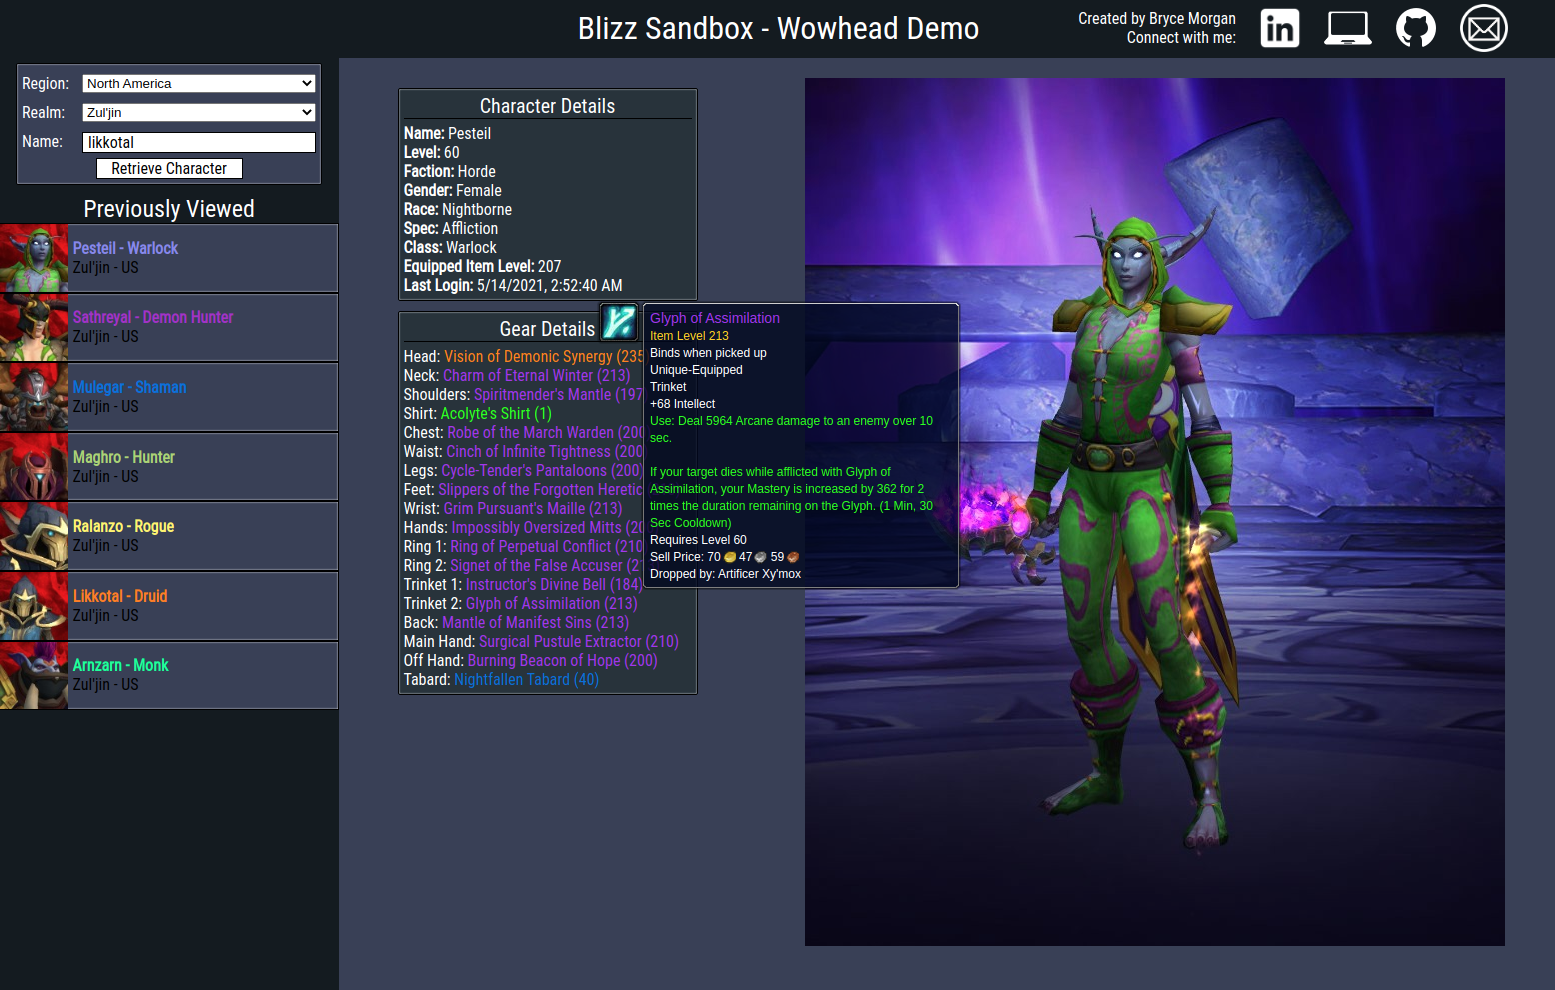 Blizz Sandbox - Wowhead Demo
Created by Bryce Morgan
Connect with me:
Region: North America
Realm: Zul'jin
Name: likkotal
Retrieve Character
Previously Viewed
Pesteil - Warlock
Zul'jin - US
Sathreyal - Demon Hunter
Zul'jin - US
Mulegar - Shaman
Zul'jin - US
Maghro - Hunter
Zul'jin - US
Ralanzo - Rogue
Zul'jin - US
Likkotal - Druid
Zul'jin - US
Arnzarn - Monk
Zul'jin - US
Character Details
Name: Pesteil
Level: 60
Faction: Horde
Gender: Female
Race: Nightborne
Spec: Affliction
Class: Warlock
Equipped Item Level: 207
Last Login: 5/14/2021, 2:52:40 AM
Gear Details
Head: Vision of Demonic Synergy (235
Neck: Charm of Eternal Winter (213)
Shoulders: Spiritmender's Mantle (197
Shirt: Acolyte's Shirt (1)
Chest: Robe of the March Warden (200
Waist: Cinch of Infinite Tightness (200
Legs: Cycle-Tender's Pantaloons (200)
Feet: Slippers of the Forgotten Heretic
Wrist: Grim Pursuant's Maille (213)
Hands: Impossibly Oversized Mitts (20
Ring 1: Ring of Perpetual Conflict (210
Ring 2: Signet of the False Accuser (2
Trinket 1: Instructor's Divine Bell (184)
Trinket 2: Glyph of Assimilation (213)
Back: Mantle of Manifest Sins (213)
Main Hand: Surgical Pustule Extractor (210)
Off Hand: Burning Beacon of Hope (200)
Tabard: Nightfallen Tabard (40)
Glyph of Assimilation
Item Level 213
Binds when picked up
Unique-Equipped
Trinket
+68 Intellect
Use: Deal 5964 Arcane damage to an enemy over 10
sec.
If your target dies while afflicted with Glyph of
Assimilation, your Mastery is increased by 362 for 2
times the duration remaining on the Glyph. (1 Min, 30
Sec Cooldown)
Requires Level 60
Sell Price: 70 47 59
Dropped by: Artificer Xy'mox